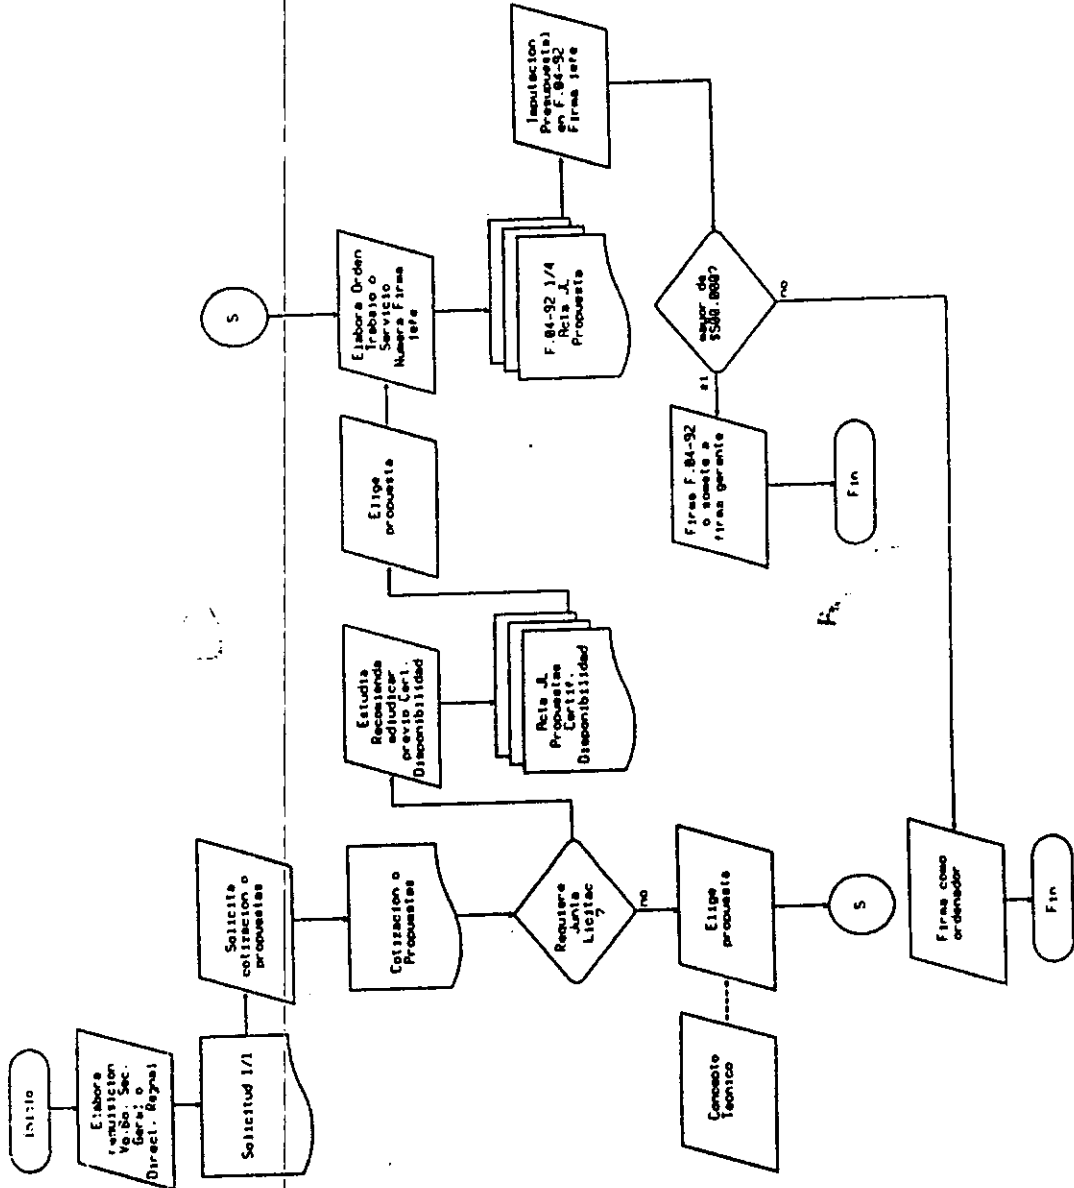 Inicio
Elabora
requisicion
Vo.Bo. Sec.
Geral o
Direct. Regnal
Solicitud 1/1
Solicita
cotizacion o
propuestas
Cotizacion o
Propuestas
Requiere
Junta
Licitac
?
no
Elige
propuesta
Concepto
Tecnico
S
Estudia
Recomienda
adjudicar
previo Cert.
Disponibilidad
Acta JL
Propuestas
Certif.
Disponibilidad
Elige
propuesta
S
Elabora Orden
Trabajo o
Servicio
Numera Firma
jefe
F.04-92 1/4
Acta JL
Propuesta
Imputacion
Presupuestal
en F.04-92
Firma jefe
mayor de
$500.000?
si
no
Firma F.04-92
o somete a
firma gerente
Fin
Firma como
ordenador
Fin